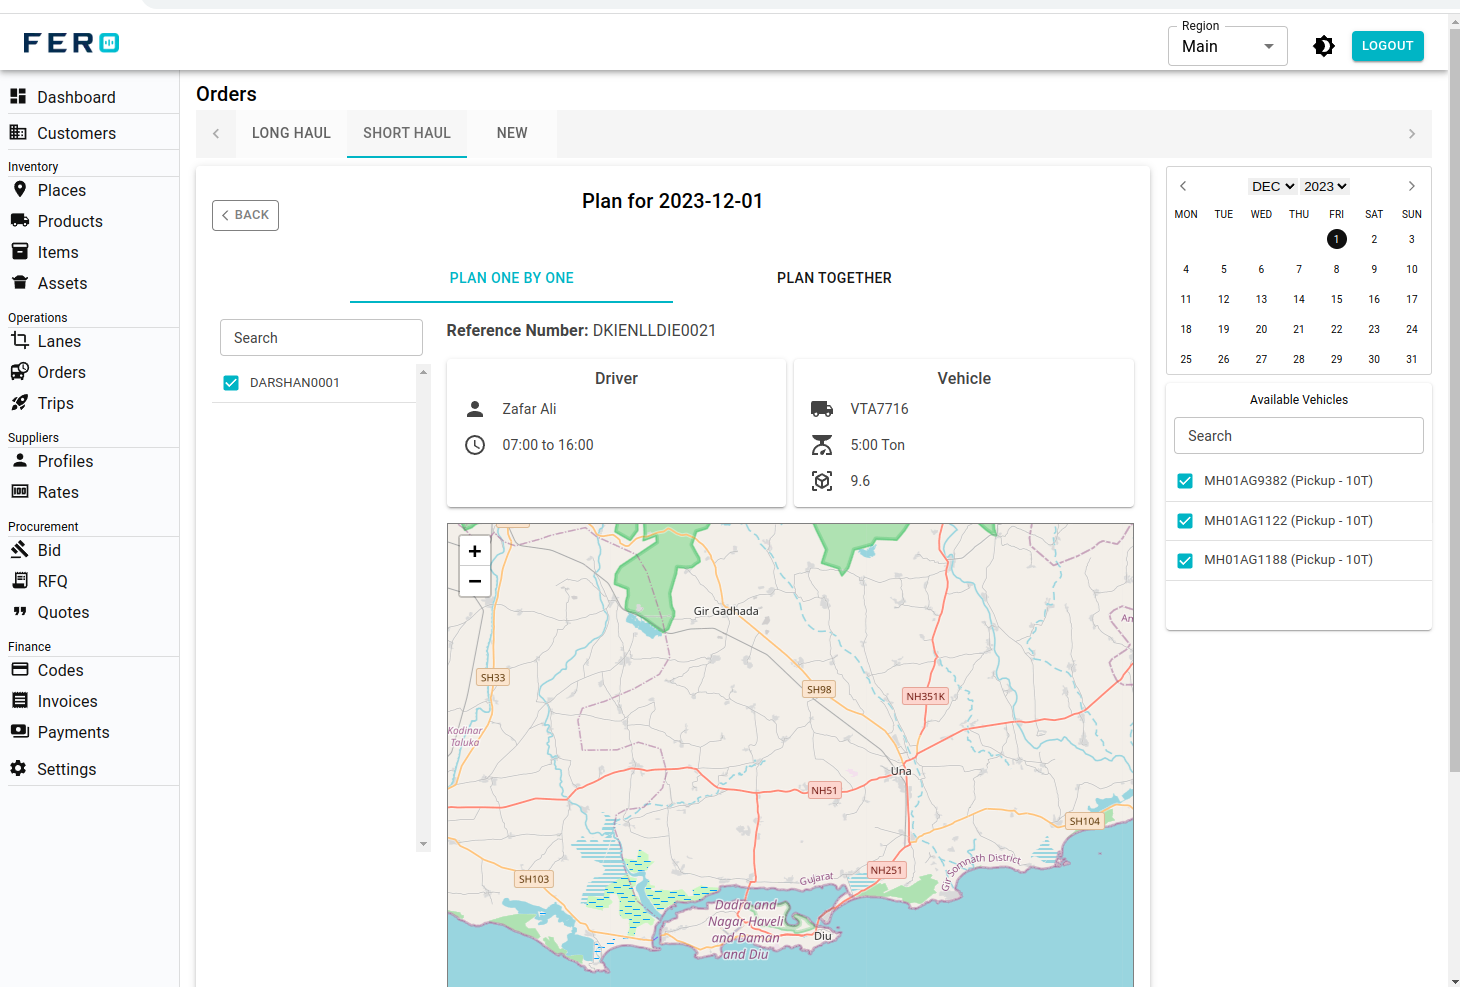 FERO
Region
Main
LOGOUT
Dashboard
Customers
Inventory
Places
Products
Items
Assets
Operations
Lanes
Orders
Trips
Suppliers
Profiles
Rates
Procurement
Bid
RFQ
Quotes
Finance
Codes
Invoices
Payments
Settings
Orders
LONG HAUL
SHORT HAUL
NEW
BACK
Plan for 2023-12-01
PLAN ONE BY ONE
PLAN TOGETHER
Search
DARSHAN0001
Reference Number: DKIENLLDIE0021
Driver
Zafar Ali
07:00 to 16:00
Vehicle
VTA7716
5:00 Ton
9.6
+
−
Gir Gadhada
SH33
SH98
NH351K
Am
Kodinar
Taluka
Una
NH51
SH104
SH103
NH251
Gir Somnath District
Gujarat
Dadra and
Nagar Haveli
and Daman
and Diu
Diu
DEC 2023
MON TUE WED THU FRI SAT SUN
1 2 3
4 5 6 7 8 9 10
11 12 13 14 15 16 17
18 19 20 21 22 23 24
25 26 27 28 29 30 31
Available Vehicles
Search
MH01AG9382 (Pickup - 10T)
MH01AG1122 (Pickup - 10T)
MH01AG1188 (Pickup - 10T)